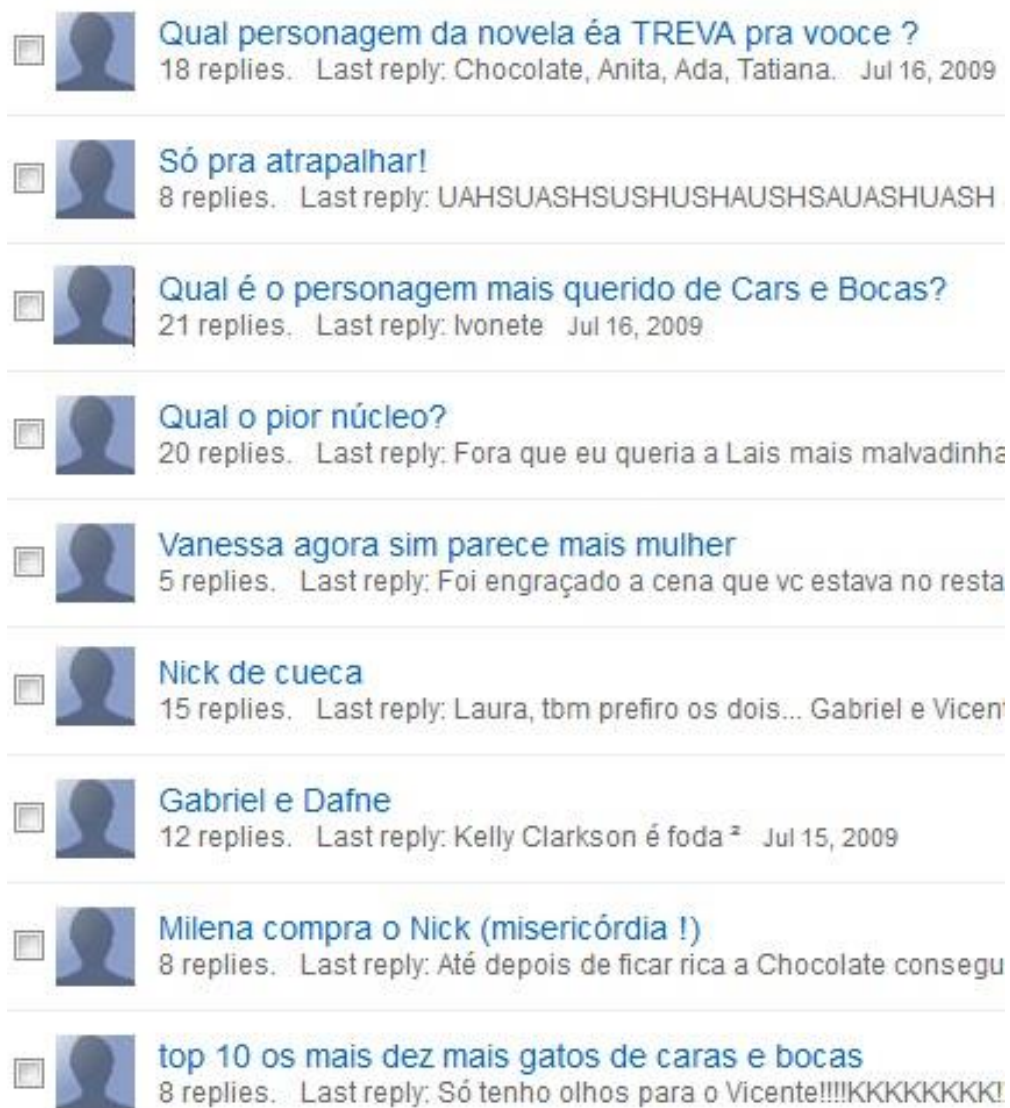 Qual personagem da novela éa TREVA pra vooce ?
18 replies. Last reply: Chocolate, Anita, Ada, Tatiana. Jul 16, 2009
Só pra atrapalhar!
8 replies. Last reply: UAHSUASHSUSHUSHAUSHSAUASHUASH
Qual é o personagem mais querido de Cars e Bocas?
21 replies. Last reply: Ivonete Jul 16, 2009
Qual o pior núcleo?
20 replies. Last reply: Fora que eu queria a Lais mais malvadinha
Vanessa agora sim parece mais mulher
5 replies. Last reply: Foi engraçado a cena que vc estava no resta
Nick de cueca
15 replies. Last reply: Laura, tbm prefiro os dois... Gabriel e Vicent
Gabriel e Dafne
12 replies. Last reply: Kelly Clarkson é foda ² Jul 15, 2009
Milena compra o Nick (misericórdia !)
8 replies. Last reply: Até depois de ficar rica a Chocolate consegu
top 10 os mais dez mais gatos de caras e bocas
8 replies. Last reply: Só tenho olhos para o Vicente!!!!KKKKKKKK!